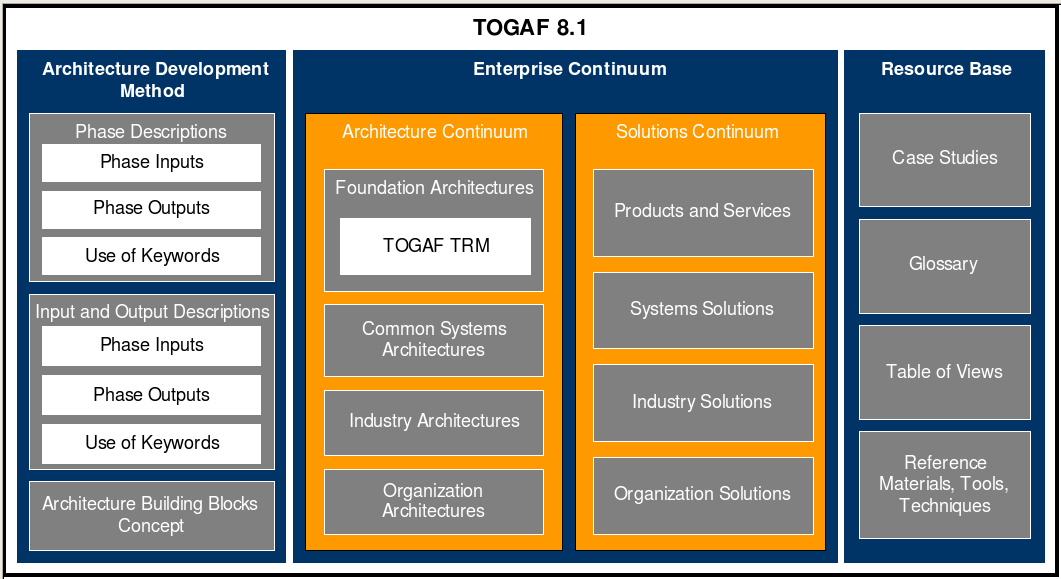 TOGAF 8.1
Architecture Development
Method
Phase Descriptions
Phase Inputs
Phase Outputs
Use of Keywords
Input and Output Descriptions
Phase Inputs
Phase Outputs
Use of Keywords
Architecture Building Blocks
Concept
Enterprise Continuum
Architecture Continuum
Foundation Architectures
TOGAF TRM
Common Systems
Architectures
Industry Architectures
Organization
Architectures
Solutions Continuum
Products and Services
Systems Solutions
Industry Solutions
Organization Solutions
Resource Base
Case Studies
Glossary
Table of Views
Reference
Materials, Tools,
Techniques